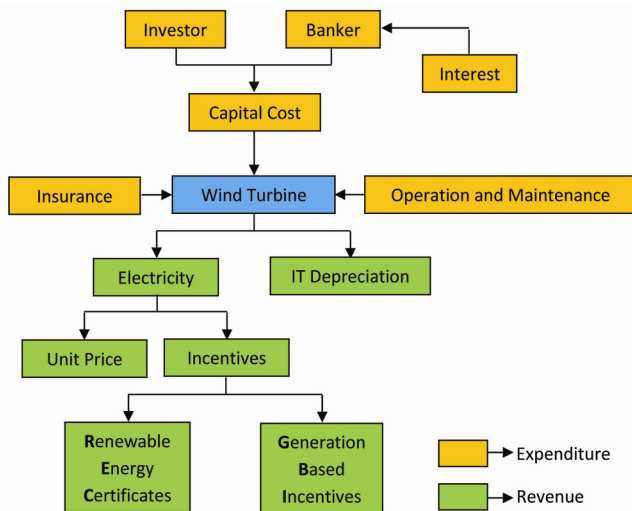 Investor
Banker
Interest
Capital Cost
Insurance
Wind Turbine
Operation and Maintenance
Electricity
IT Depreciation
Unit Price
Incentives
Renewable
Energy
Certificates
Generation
Based
Incentives
Expenditure
Revenue